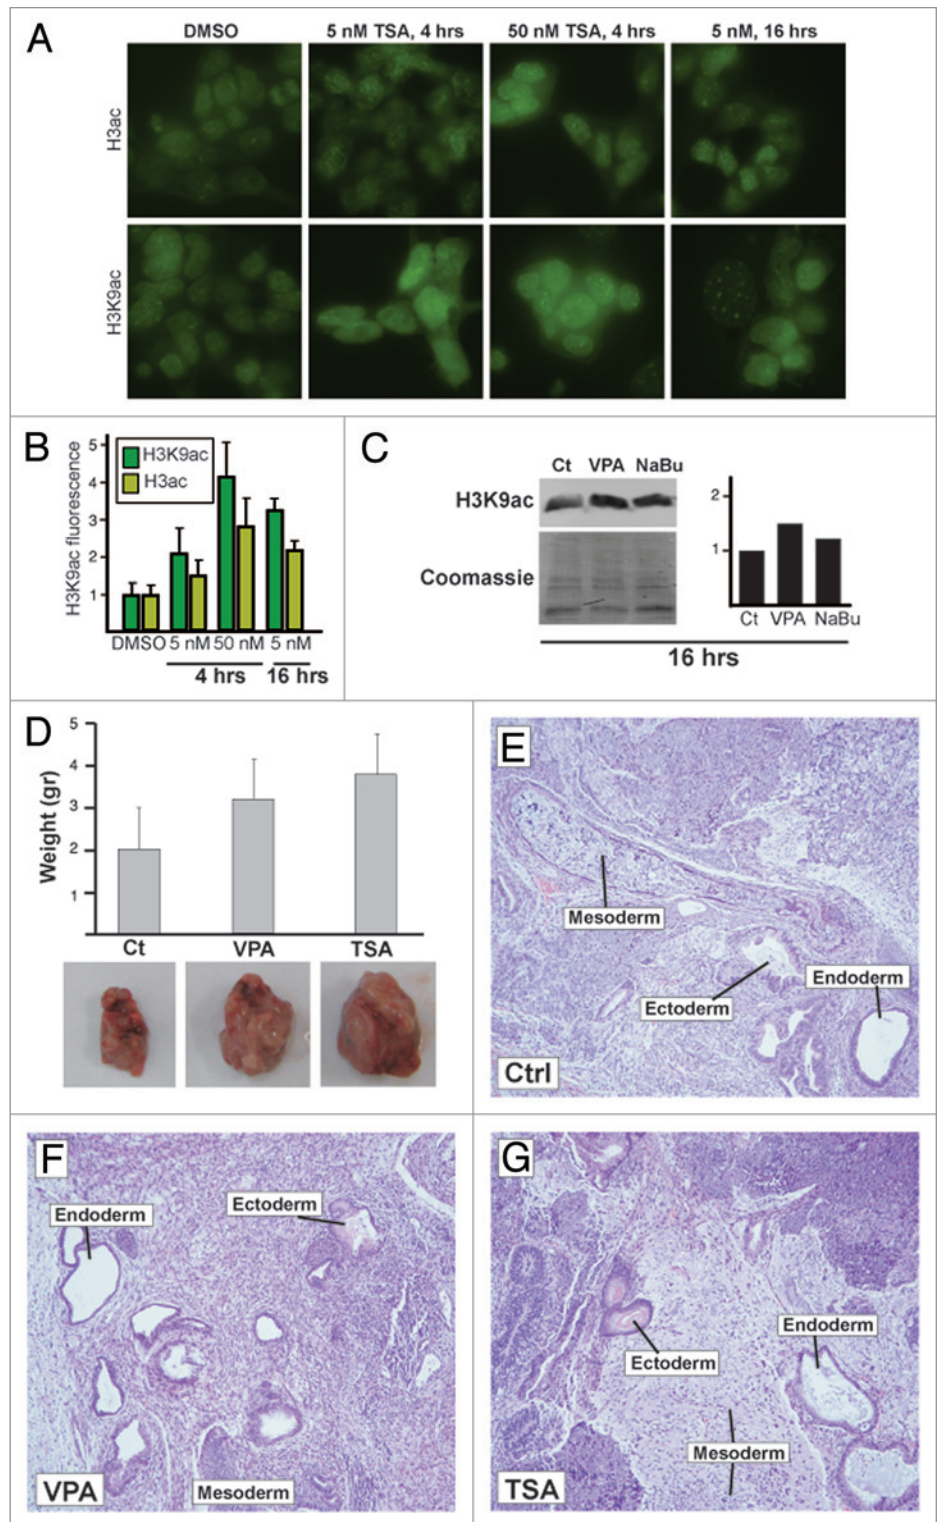 A
DMSO
5 nM TSA, 4 hrs
50 nM TSA, 4 hrs
5 nM, 16 hrs
H3ac
H3K9ac
B
H3K9ac fluorescence
5
4
3
2
1
H3K9ac
H3ac
DMSO 5 nM 50 nM 5 nM
4 hrs 16 hrs
C
Ct VPA NaBu
H3K9ac
Coomassie
2
1
Ct VPA NaBu
16 hrs
D
Weight (gr)
5
4
3
2
1
Ct VPA TSA
E
Mesoderm
Ectoderm
Endoderm
Ctrl
F
Endoderm
Ectoderm
Mesoderm
VPA
G
Endoderm
Ectoderm
Mesoderm
TSA